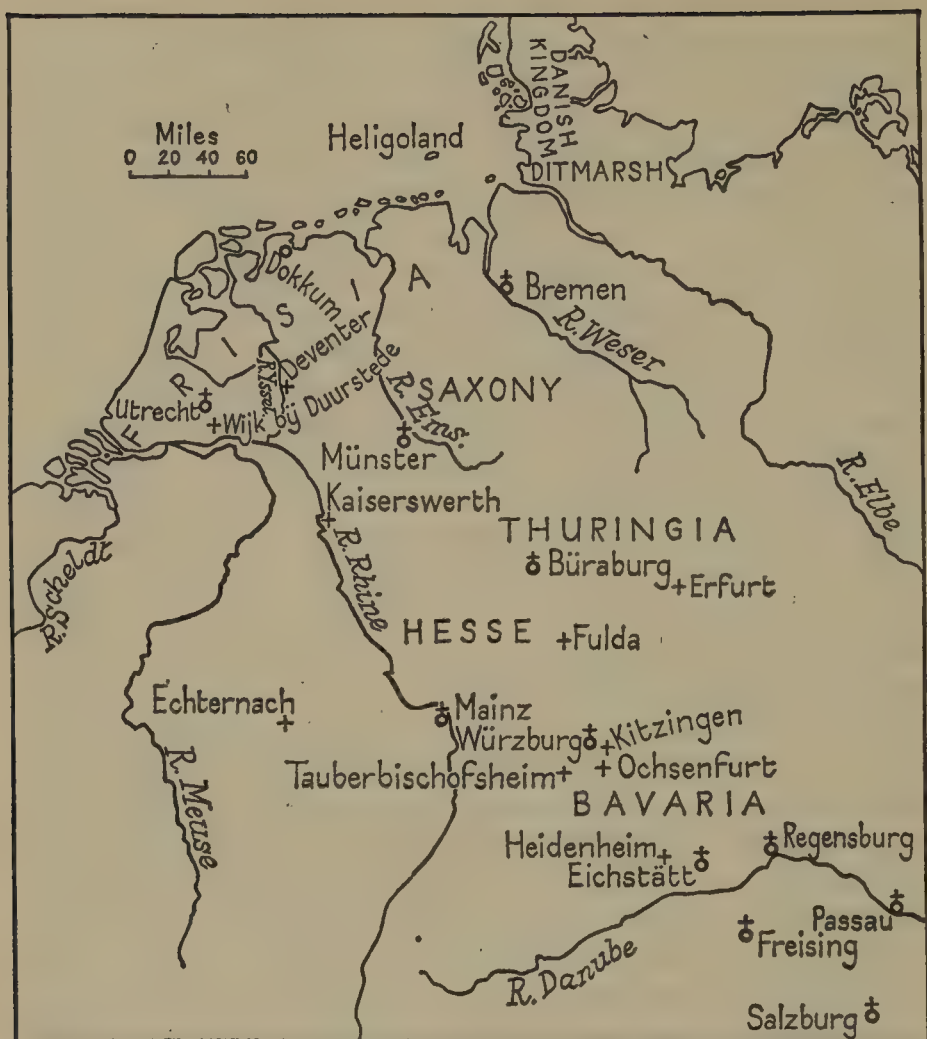 DANISH
KINGDOM
Miles
0 20 40 60
Heligoland
DITMARSH
Dokkum
FRISIA
Bremen
R. Weser
Deventer
R. Yssel
Utrecht
Wijk bÿ Duurstede
SAXONY
R. Ems.
Münster
Kaiserswerth
R. Elbe
R. Scheldt
R. Rhine
THURINGIA
Büraburg
Erfurt
HESSE
Fulda
Echternach
Mainz
Würzburg
Kitzingen
Tauberbischofsheim
Ochsenfurt
R. Meuse
BAVARIA
Heidenheim
Eichstätt
Regensburg
Passau
Freising
R. Danube
Salzburg